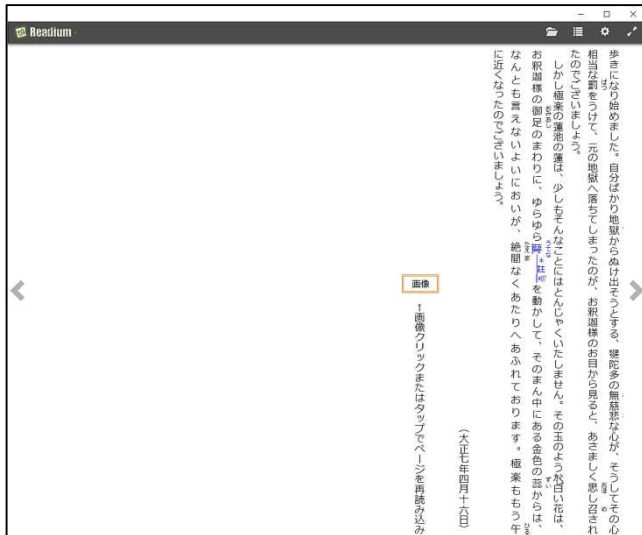 Readium
歩きになり始めました。自分ばかり地獄からぬけ出そうとする、犍陀多の無慈悲な心が、そうしてその心
相当な罰をうけて、元の地獄へ落ちてしまったのが、お釈迦様のお目から見ると、あさましく思し召され
たのでございましょう。
しかし極楽の蓮池の蓮は、少しもそんなことにはとんじゃくいたしません。その玉のような白い花は、
お釈迦様の御足のまわりに、ゆらゆら萼*註釈を動かして、そのまん中にある金色の蕊からは、
なんとも言えないよいにおいが、絶間なくあたりへあふれております。極楽ももう午
に近くなったのでございましょう。
(大正七年四月十六日)
画像 ↑画像クリックまたはタップでページを再読み込み